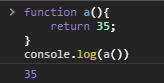 function a(){
    return 35;
}
console.log(a())
35